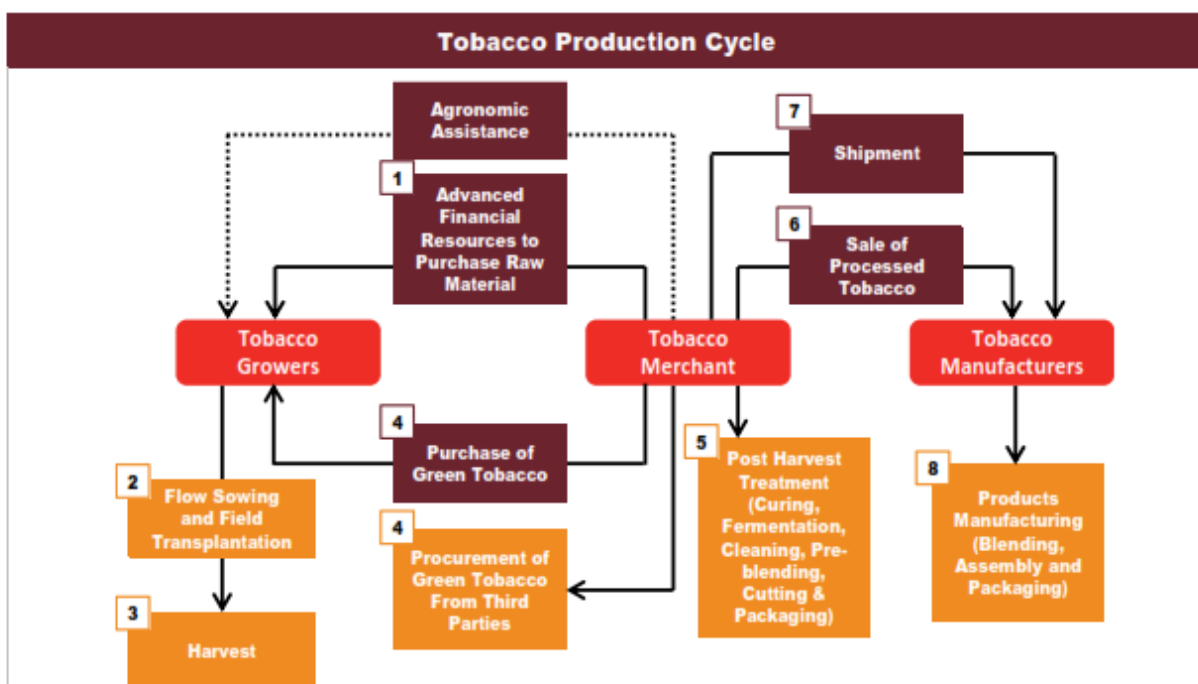 Tobacco Production Cycle
Agronomic
Assistance
1
Advanced
Financial
Resources to
Purchase Raw
Material
7
Shipment
6
Sale of
Processed
Tobacco
Tobacco
Growers
Tobacco
Merchant
Tobacco
Manufacturers
4
Purchase of
Green Tobacco
2
Flow Sowing
and Field
Transplantation
4
Procurement of
Green Tobacco
From Third
Parties
3
Harvest
5
Post Harvest
Treatment
(Curing,
Fermentation,
Cleaning, Pre-
blending,
Cutting &
Packaging)
8
Products
Manufacturing
(Blending,
Assembly and
Packaging)